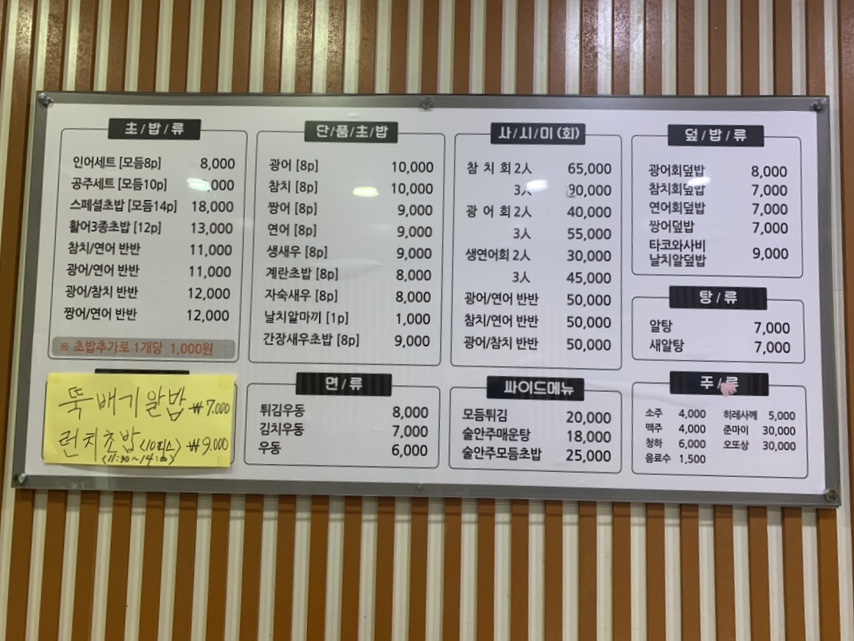 초/밥/류
인어세트 [모듬8p] 8,000
공주세트 [모듬10p] ,000
스페셜초밥 [모듬14p] 18,000
활어3종초밥 [12p] 13,000
참치/연어 반반 11,000
광어/연어 반반 11,000
광어/참치 반반 12,000
짱어/연어 반반 12,000
※ 초밥추가로 1개당 1,000원
뚝배기알밥 ₩7,000
런치초밥 <10피스> ₩9,000
<11:30~14:00>
단/품/초/밥
광어 [8p] 10,000
참치 [8p] 10,000
짱어 [8p] 9,000
연어 [8p] 9,000
생새우 [8p] 9,000
계란초밥 [8p] 8,000
자숙새우 [8p] 8,000
날치알마끼 [1p] 1,000
간장새우초밥 [8p] 9,000
면/류
튀김우동 8,000
김치우동 7,000
우동 6,000
사/시/미(회)
참치회 2人 65,000
3人 90,000
광어회 2人 40,000
3人 55,000
생연어회 2人 30,000
3人 45,000
광어/연어 반반 50,000
참치/연어 반반 50,000
광어/참치 반반 50,000
싸이드메뉴
모듬튀김 20,000
술안주매운탕 18,000
술안주모듬초밥 25,000
덮/밥/류
광어회덮밥 8,000
참치회덮밥 7,000
연어회덮밥 7,000
짱어덮밥 7,000
타코와사비
날치알덮밥 9,000
탕/류
알탕 7,000
새알탕 7,000
주/류
소주 4,000 히레사께 5,000
맥주 4,000 준마이 30,000
청하 6,000 오또상 30,000
음료수 1,500